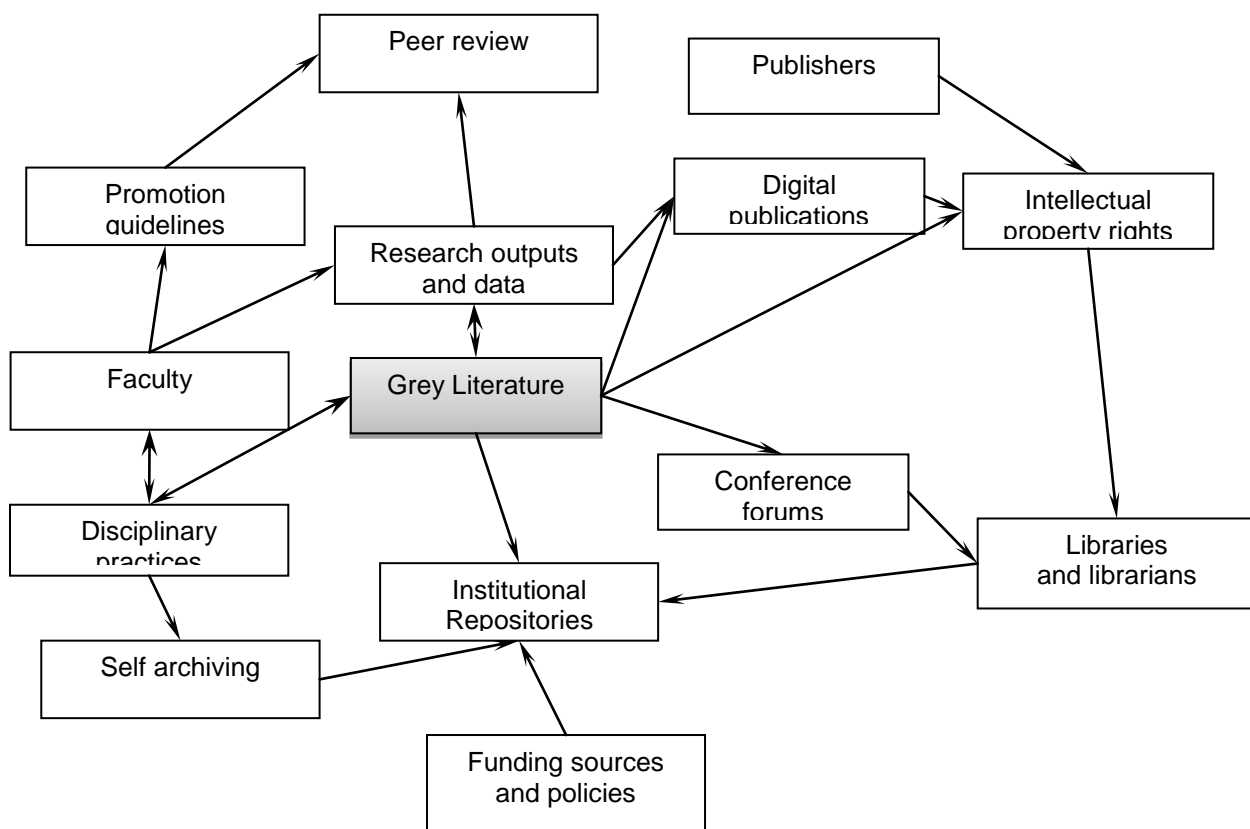 Peer review
Publishers
Promotion
guidelines
Digital
publications
Intellectual
property rights
Research outputs
and data
Faculty
Grey Literature
Conference
forums
Disciplinary
practices
Libraries
and librarians
Institutional
Repositories
Self archiving
Funding sources
and policies